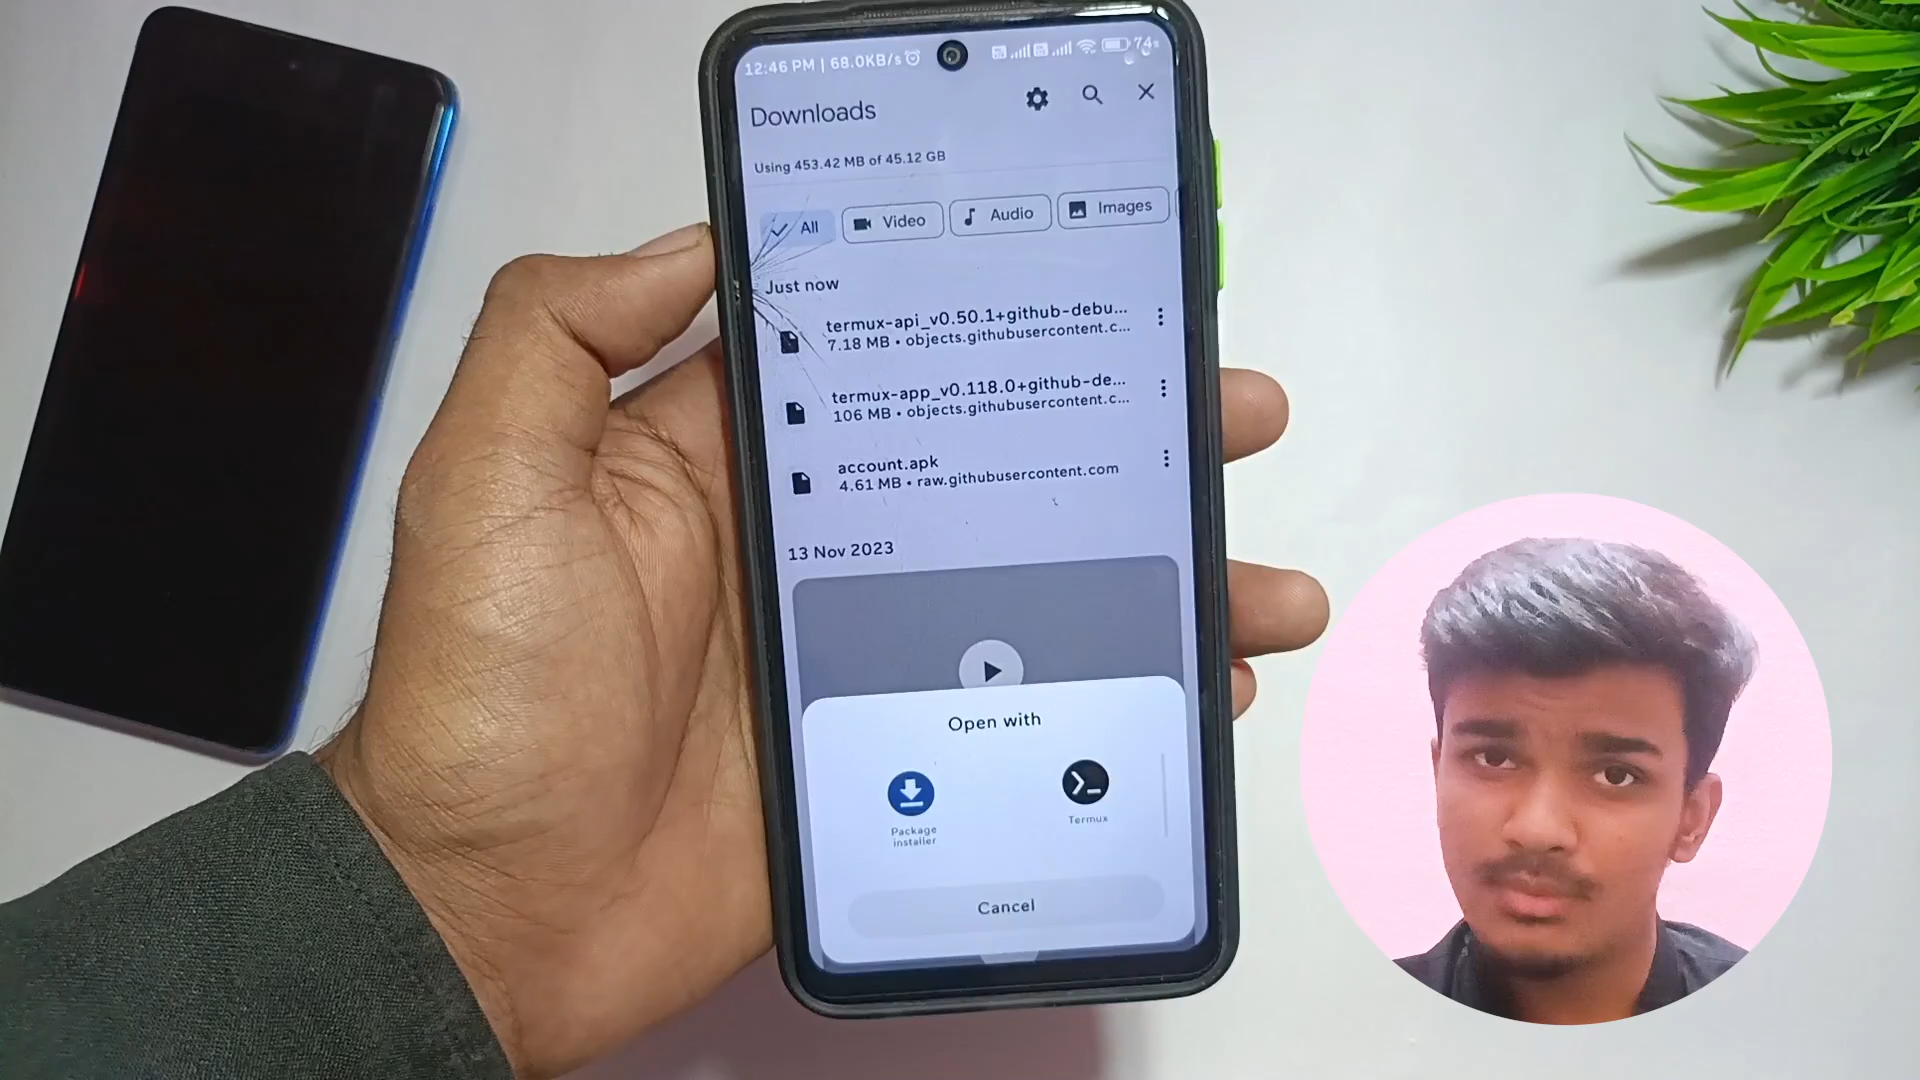 12:46 PM | 68.0KB/s
74
Downloads
Using 453.42 MB of 45.12 GB
All
Video
Audio
Images
Just now
termux-api_v0.50.1+github-debu...
7.18 MB • objects.githubusercontent.c...
termux-app_v0.118.0+github-de...
106 MB • objects.githubusercontent.c...
account.apk
4.61 MB • raw.githubusercontent.com
13 Nov 2023
Open with
Package
installer
Termux
Cancel